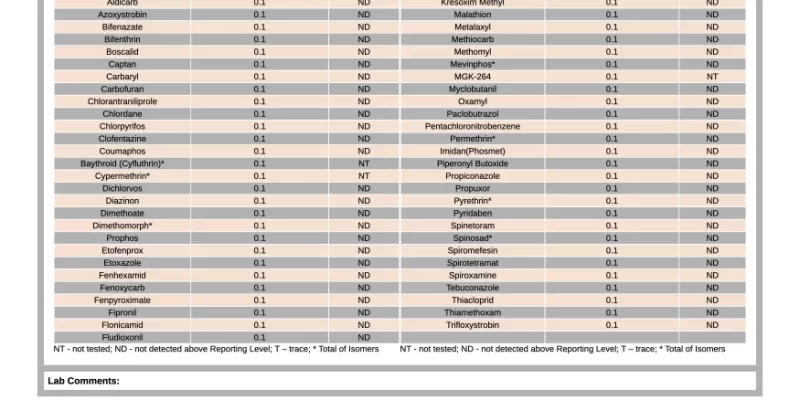 Aldicarb 0.1 ND Kresoxim Methyl 0.1 ND
Azoxystrobin 0.1 ND Malathion 0.1 ND
Bifenazate 0.1 ND Metalaxyl 0.1 ND
Bifenthrin 0.1 ND Methiocarb 0.1 ND
Boscalid 0.1 ND Methomyl 0.1 ND
Captan 0.1 ND Mevinphos* 0.1 ND
Carbaryl 0.1 ND MGK-264 0.1 NT
Carbofuran 0.1 ND Myclobutanil 0.1 ND
Chlorantraniliprole 0.1 ND Oxamyl 0.1 ND
Chlordane 0.1 ND Paclobutrazol 0.1 ND
Chlorpyrifos 0.1 ND Pentachloronitrobenzene 0.1 ND
Clofentazine 0.1 ND Permethrin* 0.1 ND
Coumaphos 0.1 ND Imidan(Phosmet) 0.1 ND
Baythroid (Cyfluthrin)* 0.1 NT Piperonyl Butoxide 0.1 ND
Cypermethrin* 0.1 NT Propiconazole 0.1 ND
Dichlorvos 0.1 ND Propuxor 0.1 ND
Diazinon 0.1 ND Pyrethrin* 0.1 ND
Dimethoate 0.1 ND Pyridaben 0.1 ND
Dimethomorph* 0.1 ND Spinetoram 0.1 ND
Prophos 0.1 ND Spinosad* 0.1 ND
Etofenprox 0.1 ND Spiromefesin 0.1 ND
Etoxazole 0.1 ND Spirotetramat 0.1 ND
Fenhexamid 0.1 ND Spiroxamine 0.1 ND
Fenoxycarb 0.1 ND Tebuconazole 0.1 ND
Fenpyroximate 0.1 ND Thiacloprid 0.1 ND
Fipronil 0.1 ND Thiamethoxam 0.1 ND
Flonicamid 0.1 ND Trifloxystrobin 0.1 ND
Fludioxonil 0.1 ND
NT - not tested; ND - not detected above Reporting Level; T – trace; * Total of Isomers NT - not tested; ND - not detected above Reporting Level; T – trace; * Total of Isomers
Lab Comments: